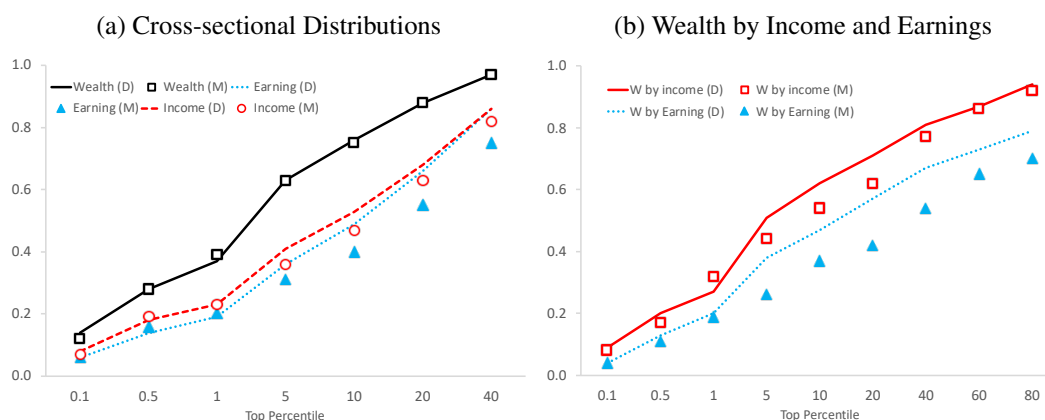 (a) Cross-sectional Distributions
1.0
0.8
0.6
0.4
0.2
0.0
Wealth (D) Wealth (M) Earning (D)
Earning (M) Income (D) Income (M)
0.1 0.5 1 5 10 20 40
Top Percentile
(b) Wealth by Income and Earnings
1.0
0.8
0.6
0.4
0.2
0.0
W by income (D) W by income (M)
W by Earning (D) W by Earning (M)
0.1 0.5 1 5 10 20 40 60 80
Top Percentile